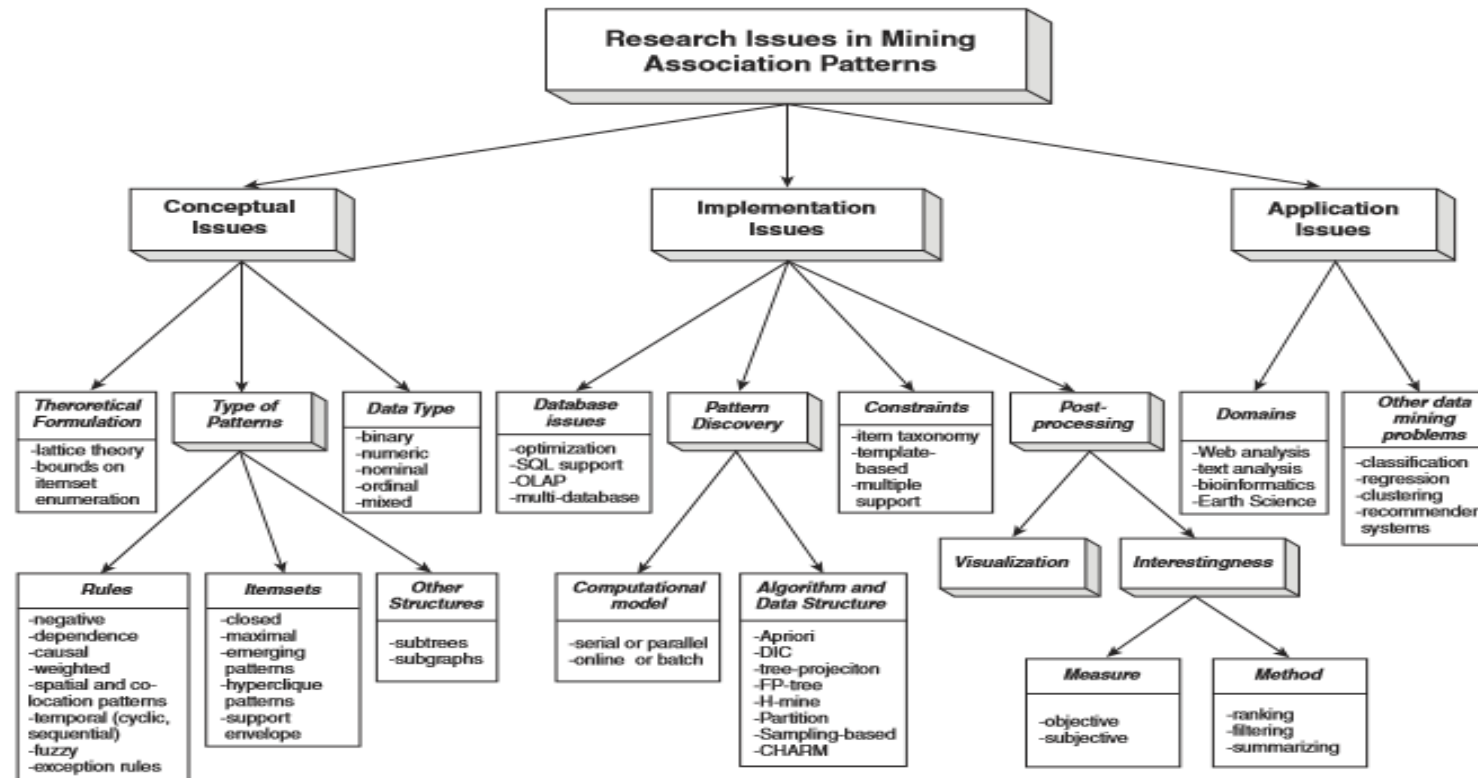 Research Issues in Mining
Association Patterns
Conceptual
Issues
Implementation
Issues
Application
Issues
Theroretical
Formulation
-lattice theory
-bounds on
itemset
enumeration
Type of
Patterns
Data Type
-binary
-numeric
-nominal
-ordinal
-mixed
Database
issues
-optimization
-SQL support
-OLAP
-multi-database
Pattern
Discovery
Constraints
-item taxonomy
-template-
based
-multiple
support
Post-
processing
Domains
-Web analysis
-text analysis
-bioinformatics
-Earth Science
Other data
mining
problems
-classification
-regression
-clustering
-recommender
systems
Rules
-negative
-dependence
-causal
-weighted
-spatial and co-
location patterns
-temporal (cyclic,
sequential)
-fuzzy
-exception rules
Itemsets
-closed
-maximal
-emerging
patterns
-hyperclique
patterns
-support
envelope
Other
Structures
-subtrees
-subgraphs
Computational
model
-serial or parallel
-online or batch
Algorithm and
Data Structure
-Apriori
-DIC
-tree-projeciton
-FP-tree
-H-mine
-Partition
-Sampling-based
-CHARM
Visualization
Interestingness
Measure
-objective
-subjective
Method
-ranking
-filtering
-summarizing